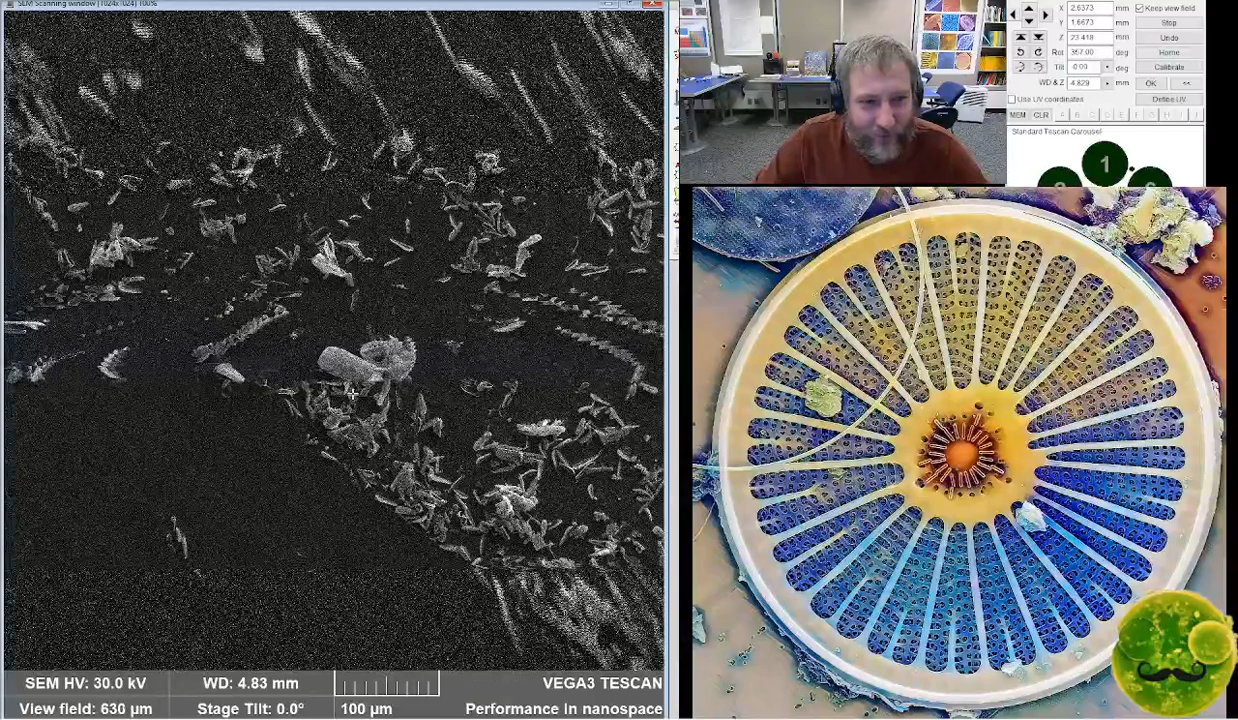 SEM Scanning window [1024x1024] 100%
X 2.6373 mm Keep view field
Y 1.6673 mm Stop
Z 23.418 mm Undo
Rot 357.00 deg Home
Tilt -0.00 deg Calibrate
WD & Z 4.829 mm OK <<
Use UV coordinates Define UV
MEM CLR
Standard Tescan Carousel
1
SEM HV: 30.0 kV WD: 4.83 mm VEGA3 TESCAN
View field: 630 µm Stage Tilt: 0.0° 100 µm Performance in nanospace